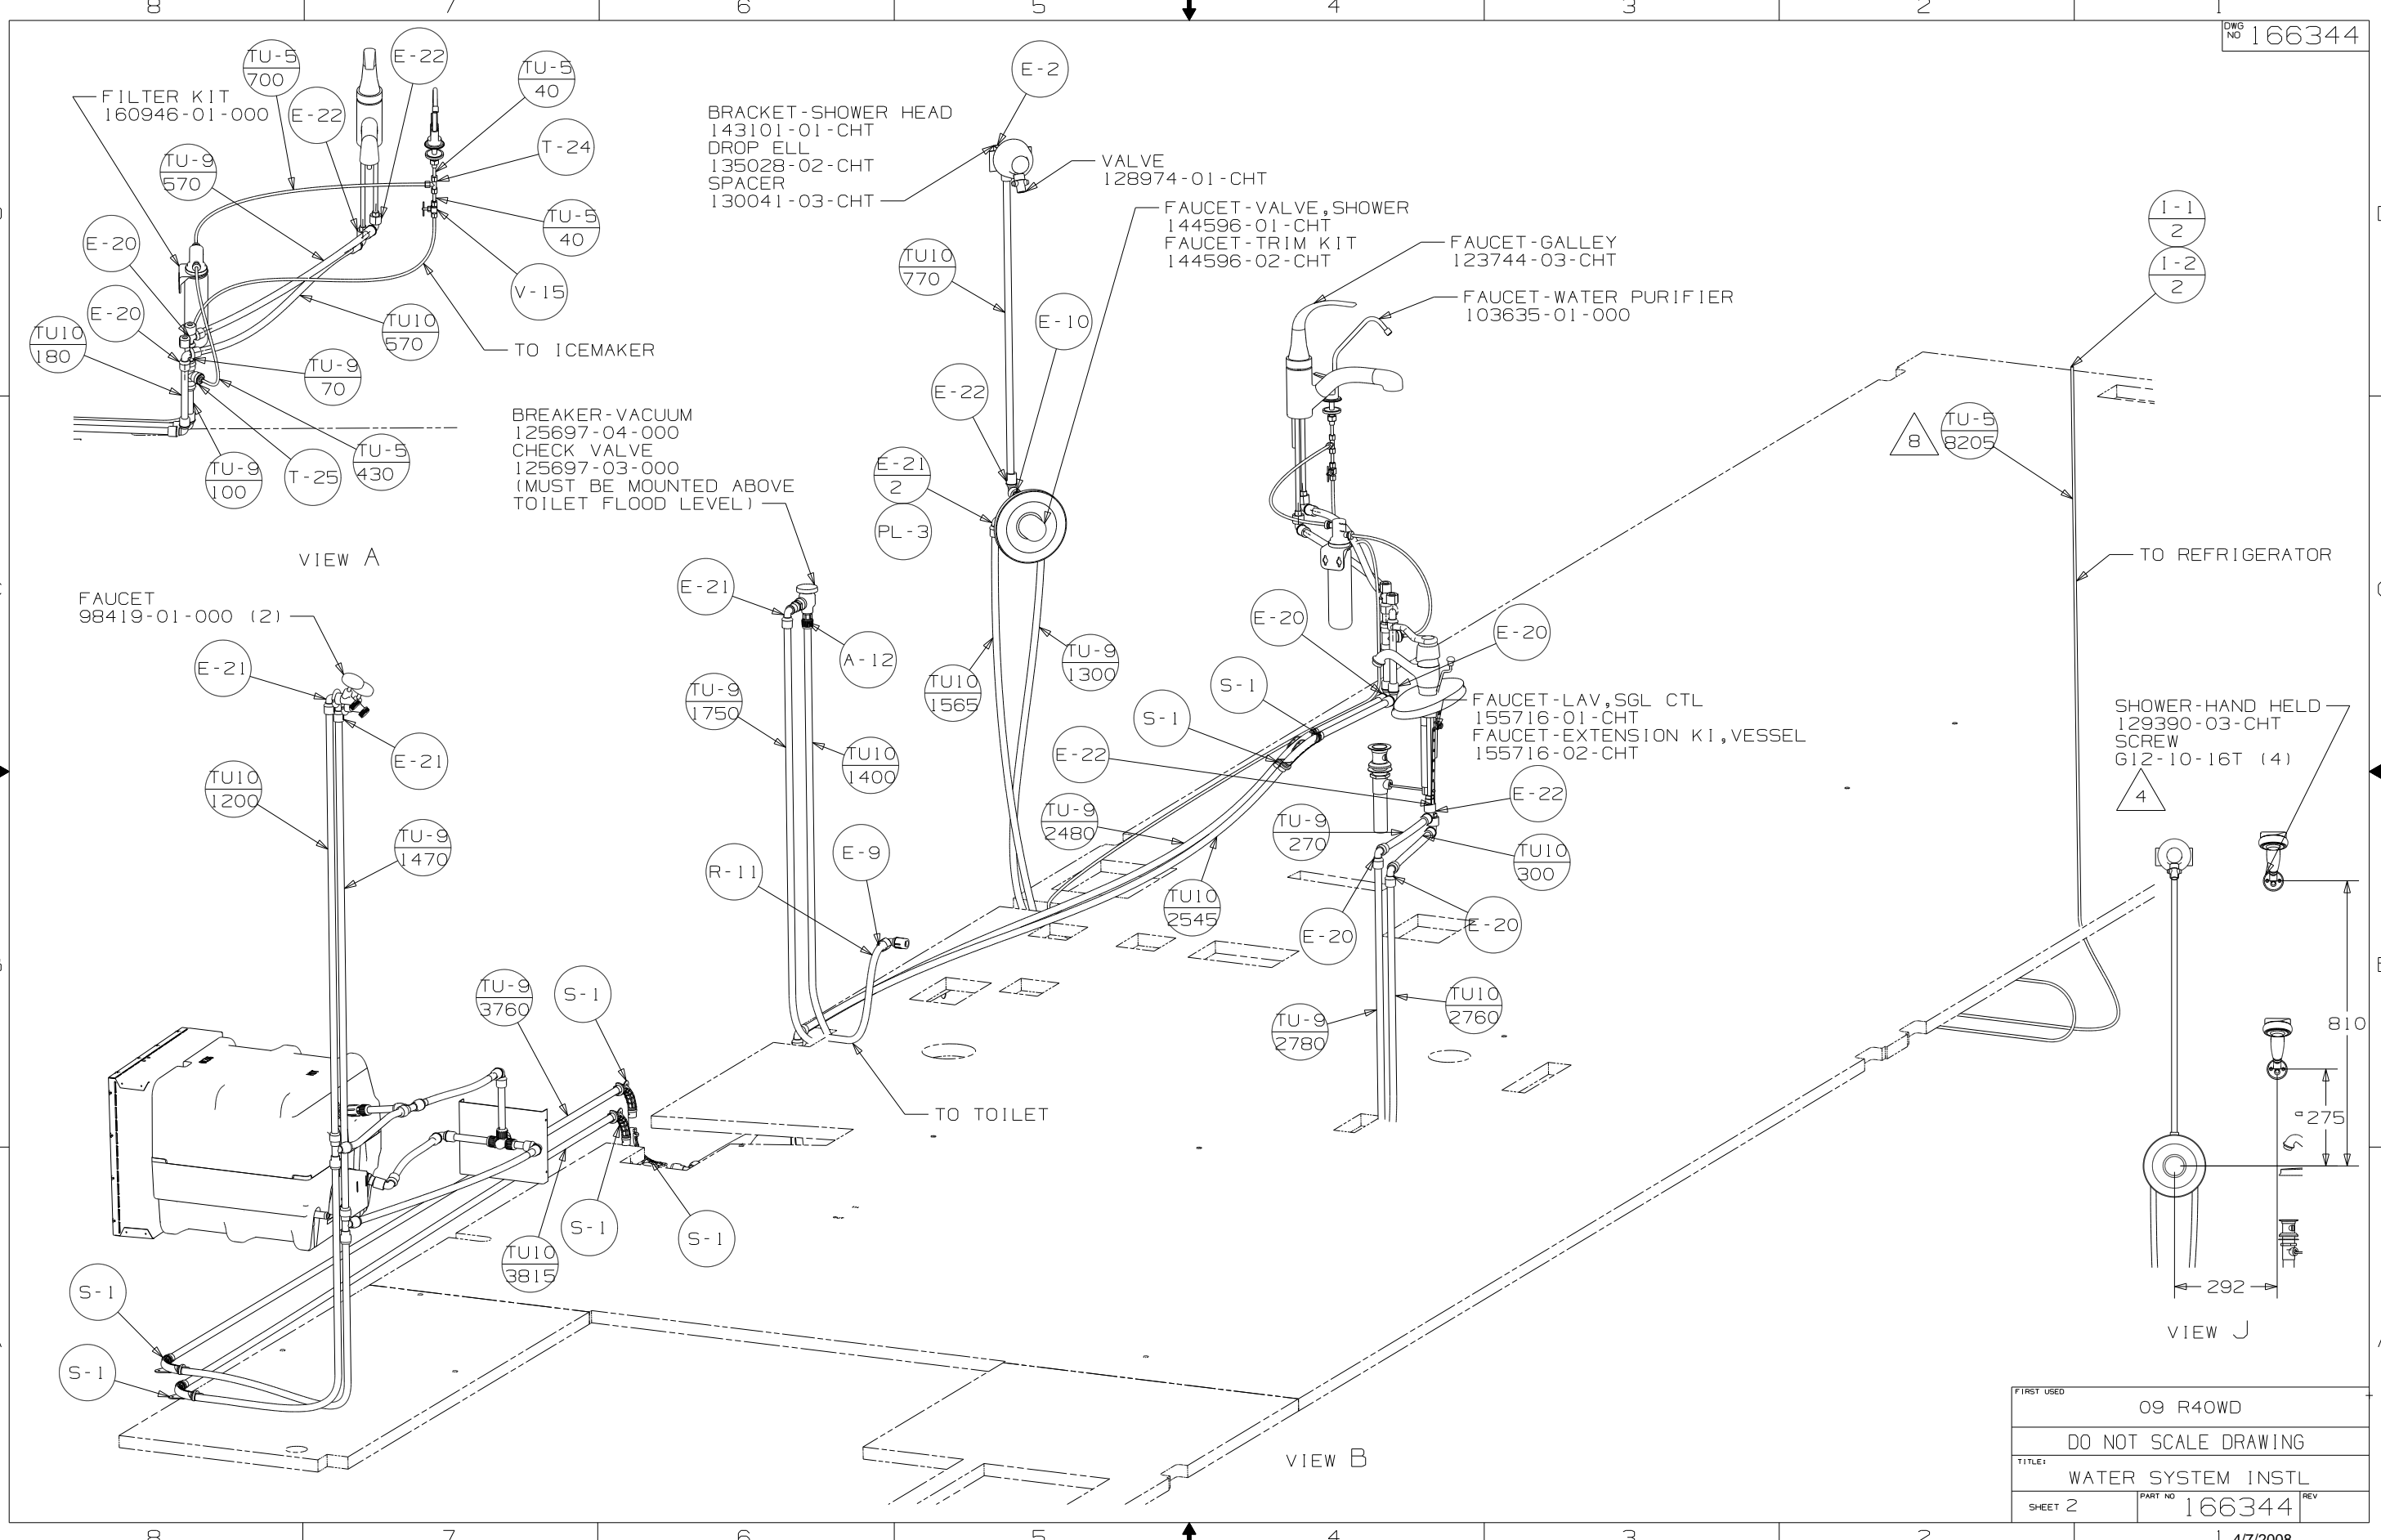 8 7 6 5 4 3 2 1
DWG NO 166344
TU-5
700
E-22
E-22
TU-5
40
T-24
TU-5
40
V-15
FILTER KIT
160946-01-000
TU-9
570
E-20
E-20
TU10
180
TU10
570
TO ICEMAKER
TU-9
70
TU-9
100
T-25
TU-5
430
VIEW A
E-2
BRACKET-SHOWER HEAD
143101-01-CHT
DROP ELL
135028-02-CHT
SPACER
130041-03-CHT
VALVE
128974-01-CHT
FAUCET-VALVE,SHOWER
144596-01-CHT
FAUCET-TRIM KIT
144596-02-CHT
TU10
770
E-10
E-22
E-21
2
PL-3
FAUCET-GALLEY
123744-03-CHT
FAUCET-WATER PURIFIER
103635-01-000
I-1
2
I-2
2
8
TU-5
8205
TO REFRIGERATOR
BREAKER-VACUUM
125697-04-000
CHECK VALVE
125697-03-000
(MUST BE MOUNTED ABOVE
TOILET FLOOD LEVEL)
E-21
A-12
TU-9
1750
TU10
1400
TU10
1565
TU-9
1300
FAUCET
98419-01-000 (2)
E-21
E-21
TU10
1200
TU-9
1470
E-20
E-20
S-1
S-1
E-22
FAUCET-LAV,SGL CTL
155716-01-CHT
FAUCET-EXTENSION KI,VESSEL
155716-02-CHT
E-22
TU-9
2480
TU-9
270
TU10
300
TU10
2545
E-20
E-20
TU-9
2780
TU10
2760
R-11
E-9
TO TOILET
TU-9
3760
S-1
S-1
S-1
TU10
3815
S-1
S-1
SHOWER-HAND HELD
129390-03-CHT
SCREW
G12-10-16T (4)
4
810
275
292
VIEW J
VIEW B
FIRST USED
09 R40WD
DO NOT SCALE DRAWING
TITLE:
WATER SYSTEM INSTL
SHEET 2
PART NO 166344
REV
8 7 6 5 4 3 2 1
4/7/2008